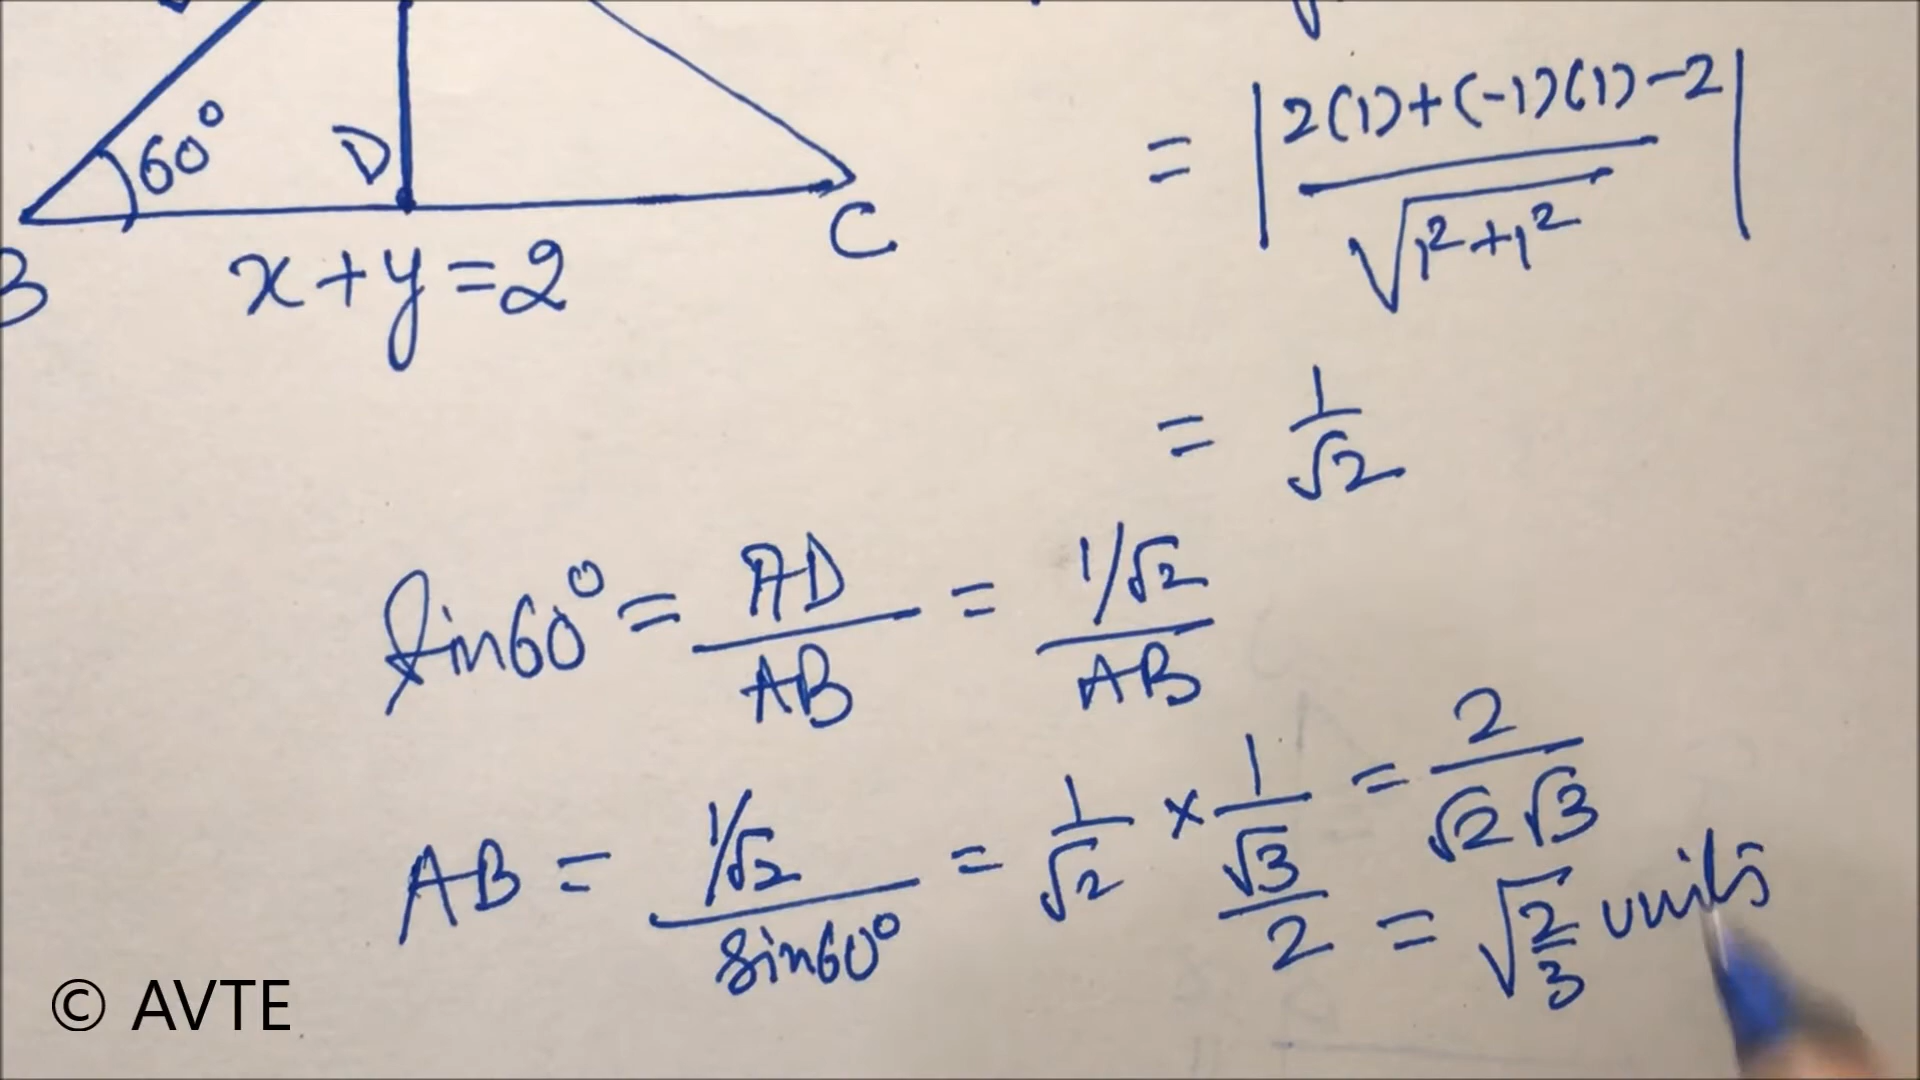 60°
D
B
C
x+y=2
= |2(1)+(-1)(1)-2 / √1²+1²|
= 1/√2
sin60° = AD/AB = 1/√2/AB
AB = 1/√2/sin60° = 1/√2 × 1/√3/2 = 2/√2√3
= √2/3 units
© AVTE